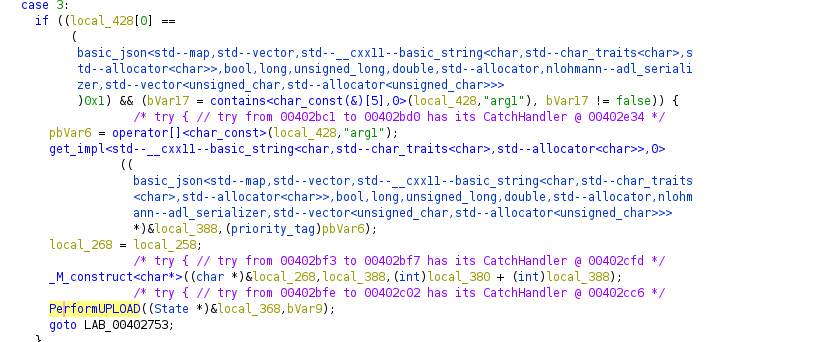 case 3:
if ((local_428[0] ==
(
basic_json<std--map,std--vector,std--__cxx11--basic_string<char,std--char_traits<char>,s
td--allocator<char>>,bool,long,unsigned_long,double,std--allocator,nlohmann--adl_seriali
zer,std--vector<unsigned_char,std--allocator<unsigned_char>>>
)0x1) && (bVar17 = contains<char_const(&)[5],0>(local_428,"arg1"), bVar17 != false)) {
/* try { // try from 00402bc1 to 00402bd0 has its CatchHandler @ 00402e34 */
pbVar6 = operator[]<char_const>(local_428,"arg1");
get_impl<std--__cxx11--basic_string<char,std--char_traits<char>,std--allocator<char>>,0>
((
basic_json<std--map,std--vector,std--__cxx11--basic_string<char,std--char_traits
<char>,std--allocator<char>>,bool,long,unsigned_long,double,std--allocator,nlohm
ann--adl_serializer,std--vector<unsigned_char,std--allocator<unsigned_char>>>
*)&local_388,(priority_tag)pbVar6);
local_268 = local_258;
/* try { // try from 00402bf3 to 00402bf7 has its CatchHandler @ 00402cfd */
_M_construct<char*>((char *)&local_268,local_388,(int)local_380 + (int)local_388);
/* try { // try from 00402bfe to 00402c02 has its CatchHandler @ 00402cc6 */
PerformUPLOAD((State *)&local_368,bVar9);
goto LAB_00402753;
}